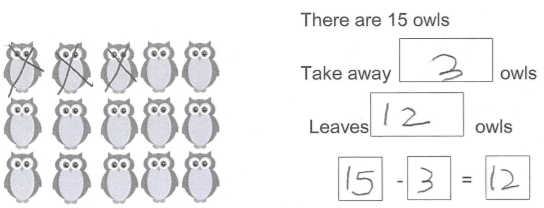 There are 15 owls
Take away 3 owls
Leaves 12 owls
15 - 3 = 12